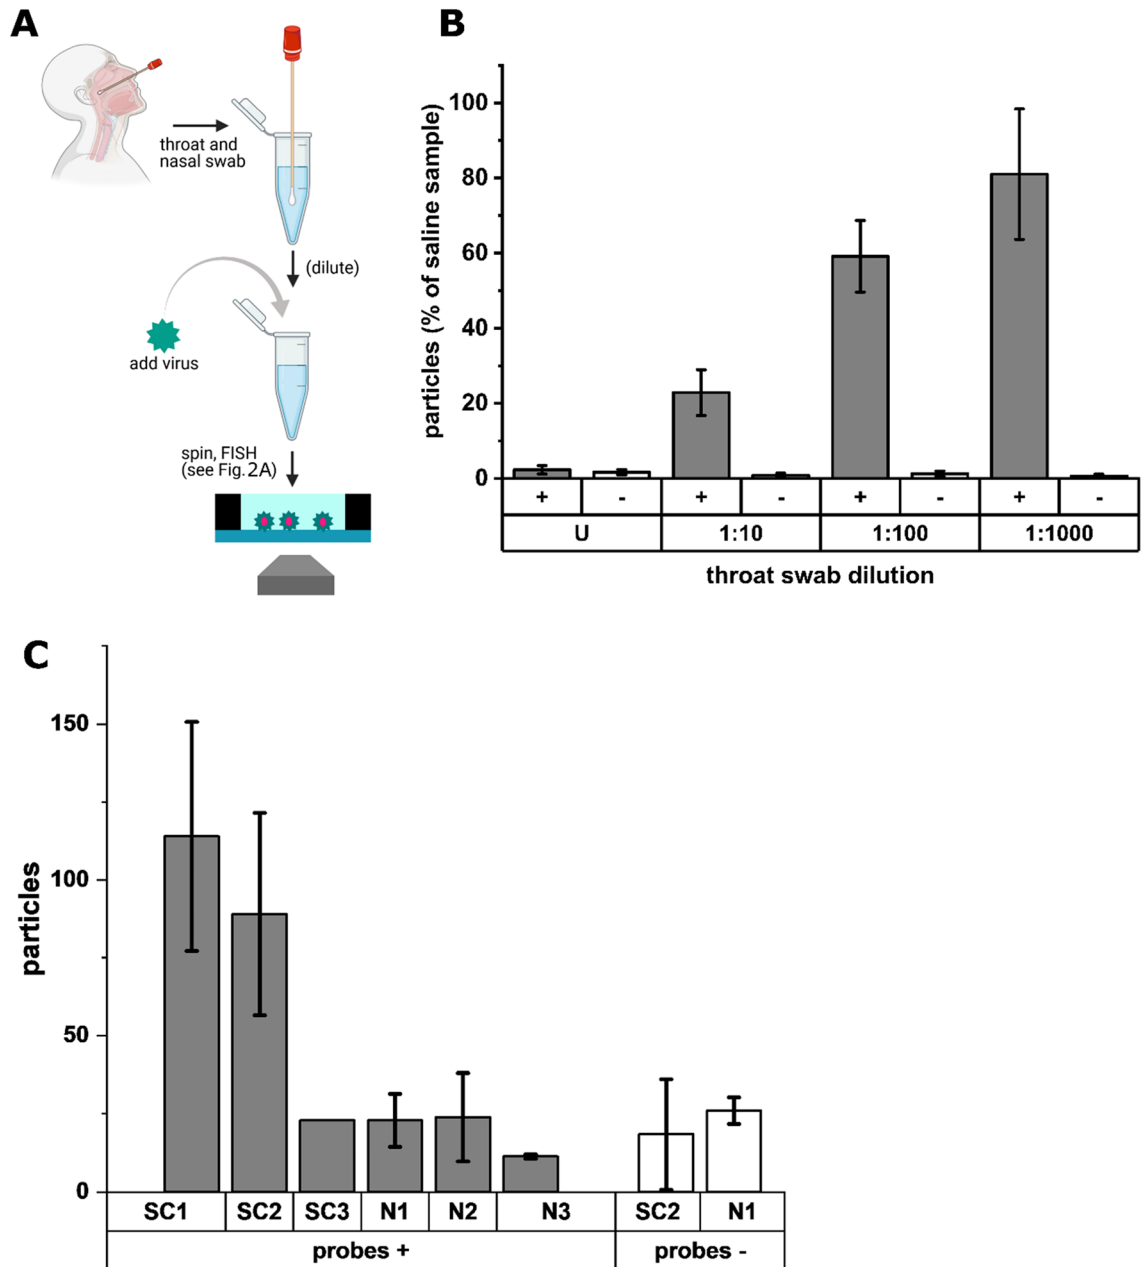 A
throat and
nasal swab
(dilute)
add virus
spin, FISH
(see Fig.2A)
B
particles (% of saline sample)
100
80
60
40
20
0
+ - + - + - + -
U 1:10 1:100 1:1000
throat swab dilution
C
particles
150
100
50
0
SC1 SC2 SC3 N1 N2 N3 SC2 N1
probes + probes -